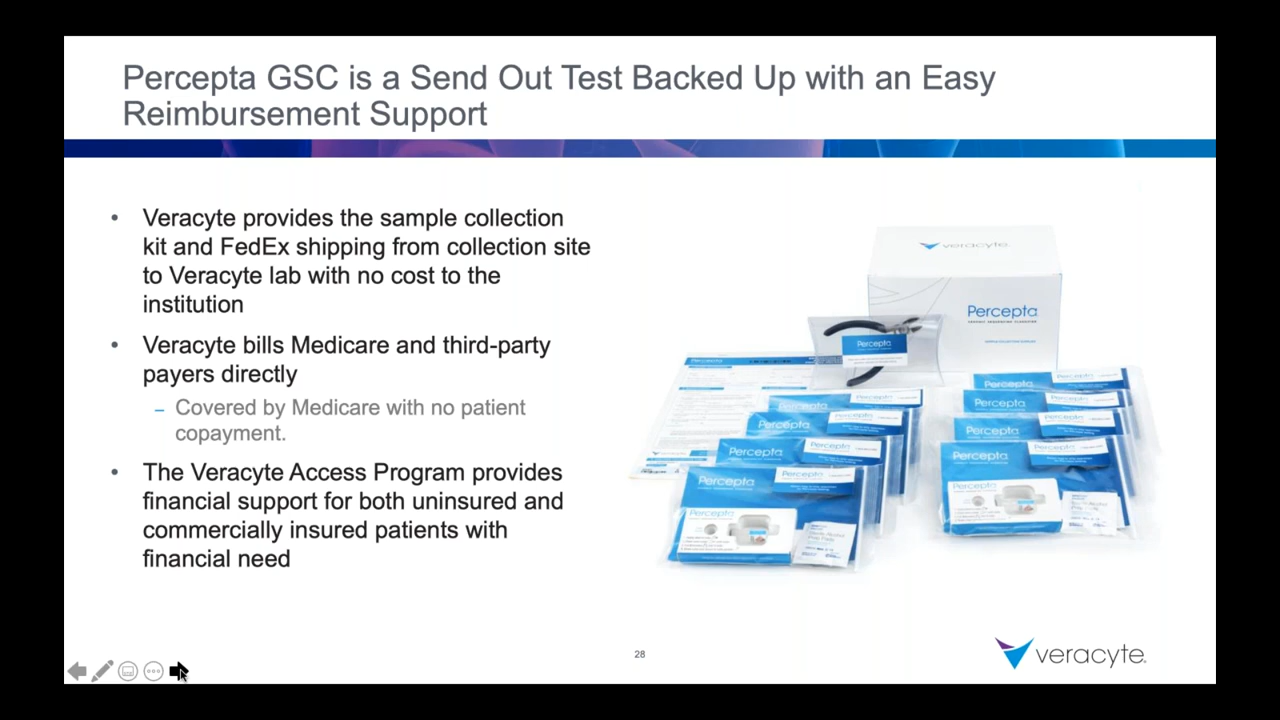 Percepta GSC is a Send Out Test Backed Up with an Easy
Reimbursement Support
• Veracyte provides the sample collection
kit and FedEx shipping from collection site
to Veracyte lab with no cost to the
institution
• Veracyte bills Medicare and third-party
payers directly
– Covered by Medicare with no patient
copayment.
• The Veracyte Access Program provides
financial support for both uninsured and
commercially insured patients with
financial need
veracyte.
Percepta
Percepta
Percepta
Percepta
Percepta
Percepta
Percepta
Percepta
Percepta
Percepta
Percepta
Percepta
Percepta
28
veracyte.